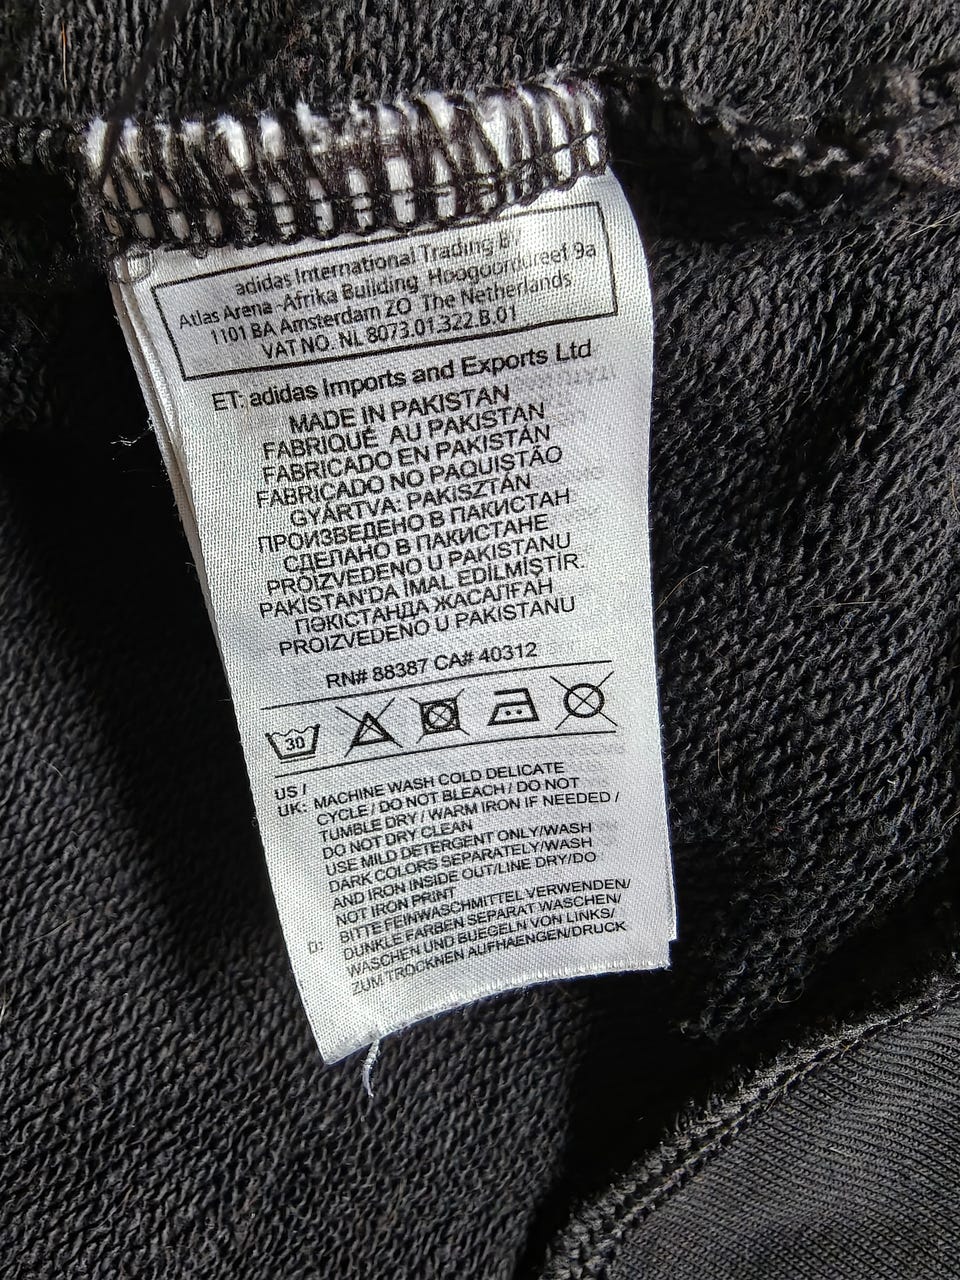 adidas International Trading B
Atlas Arena-Afrika Building Hoogoorddreef 9a
1101 BA Amsterdam ZO The Netherlands
VAT NO. NL 8073.01.322.B.01
ET: adidas Imports and Exports Ltd
MADE IN PAKISTAN
FABRIQUÉ AU PAKISTAN
FABRICADO EN PAKISTÁN
FABRICADO NO PAQUISTÃO
GYÁRTVA: PAKISZTÁN
ПРОИЗВЕДЕНО В ПАКИСТАН
СДЕЛАНО В ПАКИСТАНЕ
PROIZVEDENO U PAKISTANU
PAKİSTAN'DA İMAL EDİLMİŞTİR.
ПӘКІСТАНДА ЖАСАЛҒАН
PROIZVEDENO U PAKISTANU
RN# 88387 CA# 40312
30
US /
UK: MACHINE WASH COLD DELICATE
CYCLE / DO NOT BLEACH / DO NOT
TUMBLE DRY / WARM IRON IF NEEDED /
DO NOT DRY CLEAN
USE MILD DETERGENT ONLY/WASH
DARK COLORS SEPARATELY/WASH
AND IRON INSIDE OUT/LINE DRY/DO
NOT IRON PRINT
D: BITTE FEINWASCHMITTEL VERWENDEN/
DUNKLE FARBEN SEPARAT WASCHEN/
WASCHEN UND BUEGELN VON LINKS/
ZUM TROCKNEN AUFHAENGEN/DRUCK